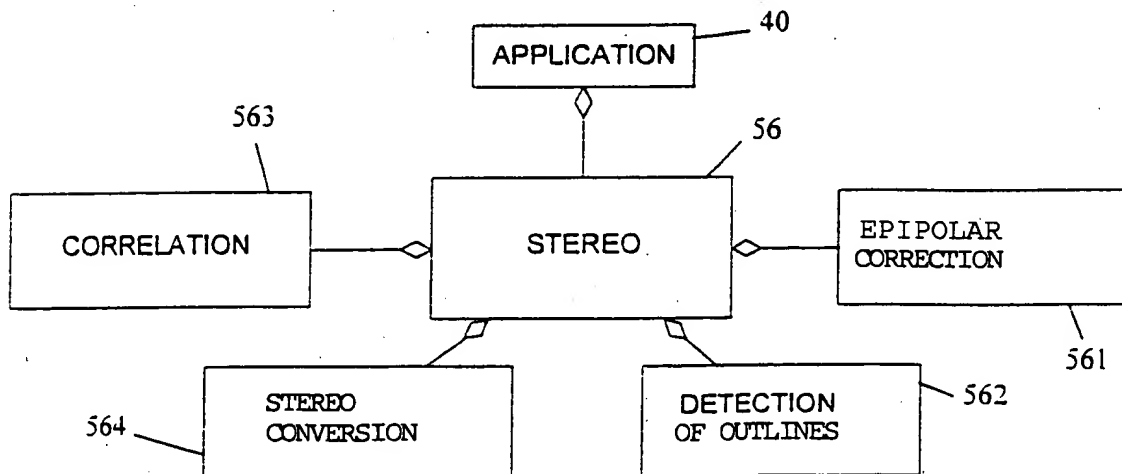 40
APPLICATION
563
56
CORRELATION
STEREO
EPIPOLAR
CORRECTION
561
564
STEREO
CONVERSION
DETECTION
OF OUTLINES
562